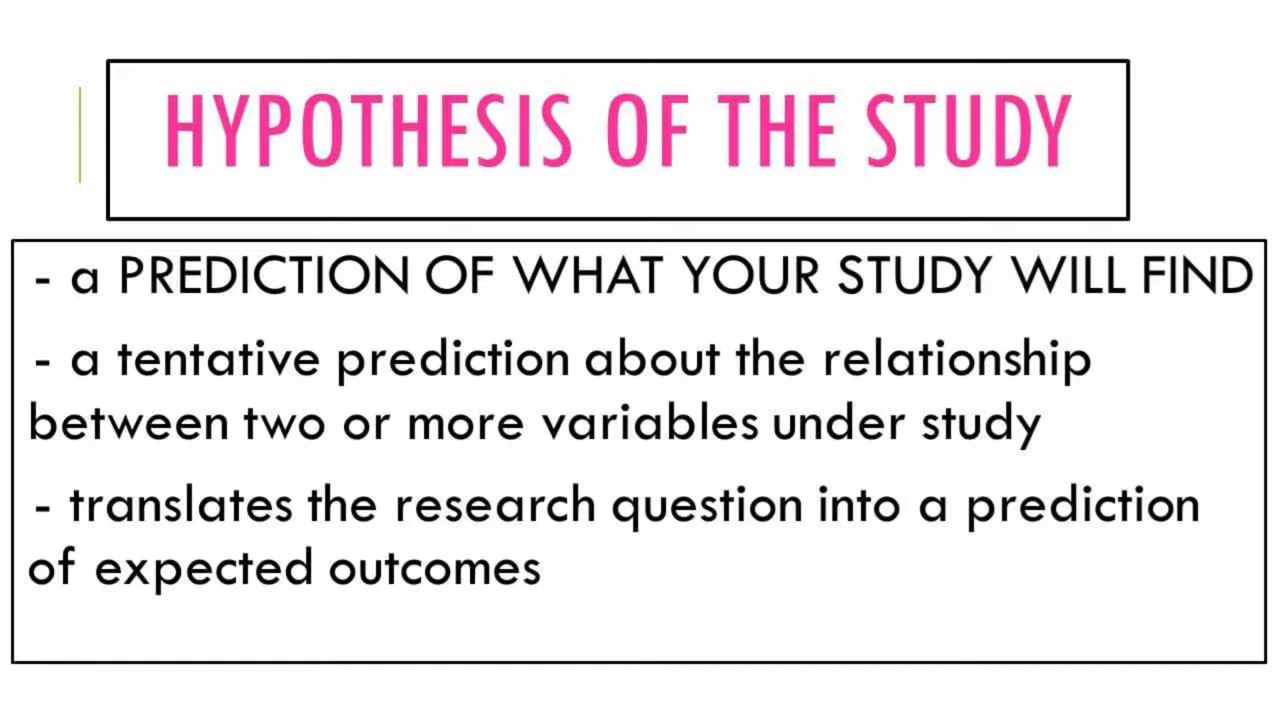 HYPOTHESIS OF THE STUDY
- a PREDICTION OF WHAT YOUR STUDY WILL FIND
- a tentative prediction about the relationship
between two or more variables under study
- translates the research question into a prediction
of expected outcomes